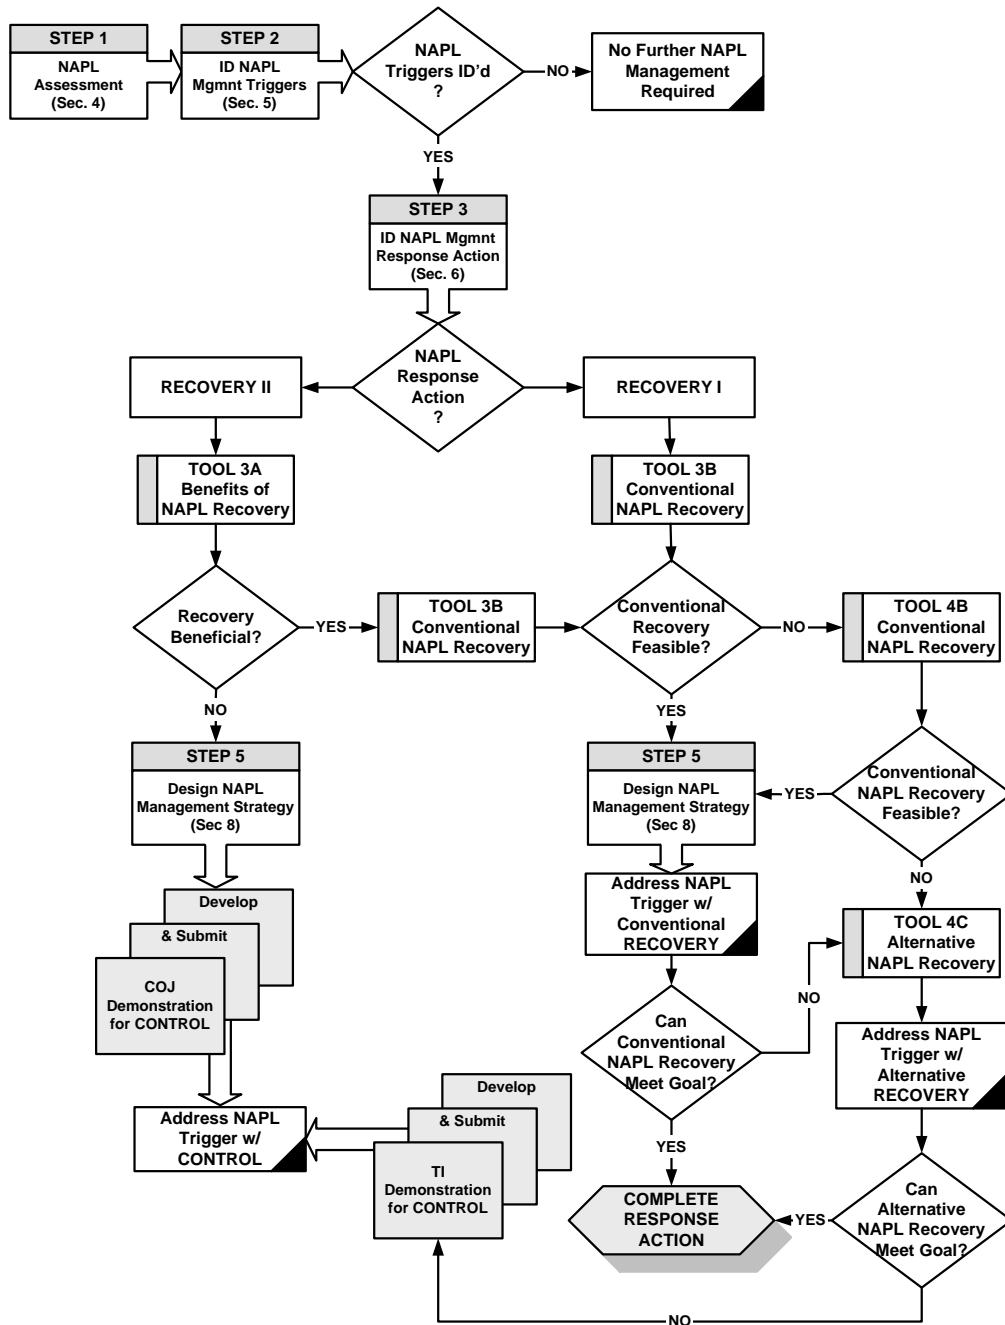 STEP 1
NAPL
Assessment
(Sec. 4)
STEP 2
ID NAPL
Mgmnt Triggers
(Sec. 5)
NAPL
Triggers ID'd
?
NO
No Further NAPL
Management
Required
YES
STEP 3
ID NAPL Mgmnt
Response Action
(Sec. 6)
NAPL
Response
Action
?
RECOVERY II
RECOVERY I
TOOL 3A
Benefits of
NAPL Recovery
TOOL 3B
Conventional
NAPL Recovery
Recovery
Beneficial?
YES
TOOL 3B
Conventional
NAPL Recovery
Conventional
Recovery
Feasible?
NO
TOOL 4B
Conventional
NAPL Recovery
NO
YES
STEP 5
Design NAPL
Management Strategy
(Sec 8)
STEP 5
Design NAPL
Management Strategy
(Sec 8)
YES
Conventional
NAPL Recovery
Feasible?
NO
Develop
& Submit
COJ
Demonstration
for CONTROL
Address NAPL
Trigger w/
Conventional
RECOVERY
TOOL 4C
Alternative
NAPL Recovery
NO
Can
Conventional
NAPL Recovery
Meet Goal?
Address NAPL
Trigger w/
Alternative
RECOVERY
Address NAPL
Trigger w/
CONTROL
Develop
& Submit
TI
Demonstration
for CONTROL
YES
COMPLETE
RESPONSE
ACTION
YES
Can
Alternative
NAPL Recovery
Meet Goal?
NO